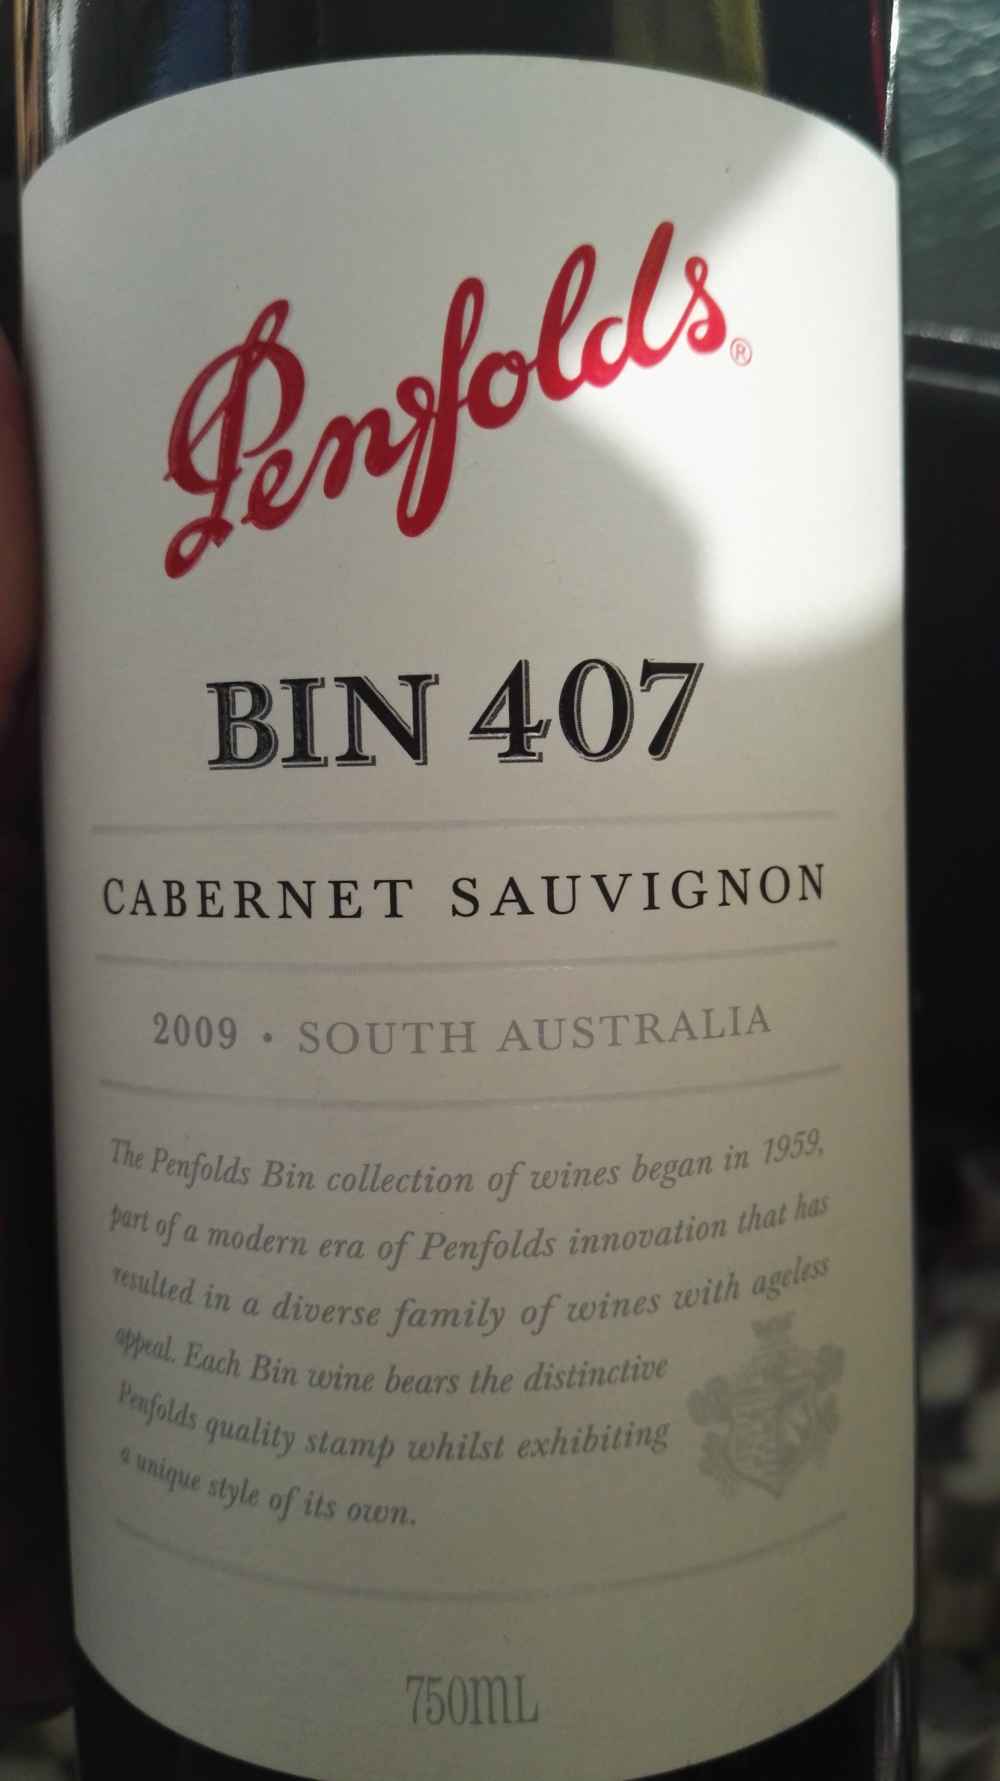 Penfolds®
BIN 407
CABERNET SAUVIGNON
2009 • SOUTH AUSTRALIA
The Penfolds Bin collection of wines began in 1959,
part of a modern era of Penfolds innovation that has
resulted in a diverse family of wines with ageless
appeal. Each Bin wine bears the distinctive
Penfolds quality stamp whilst exhibiting
a unique style of its own.
750mL